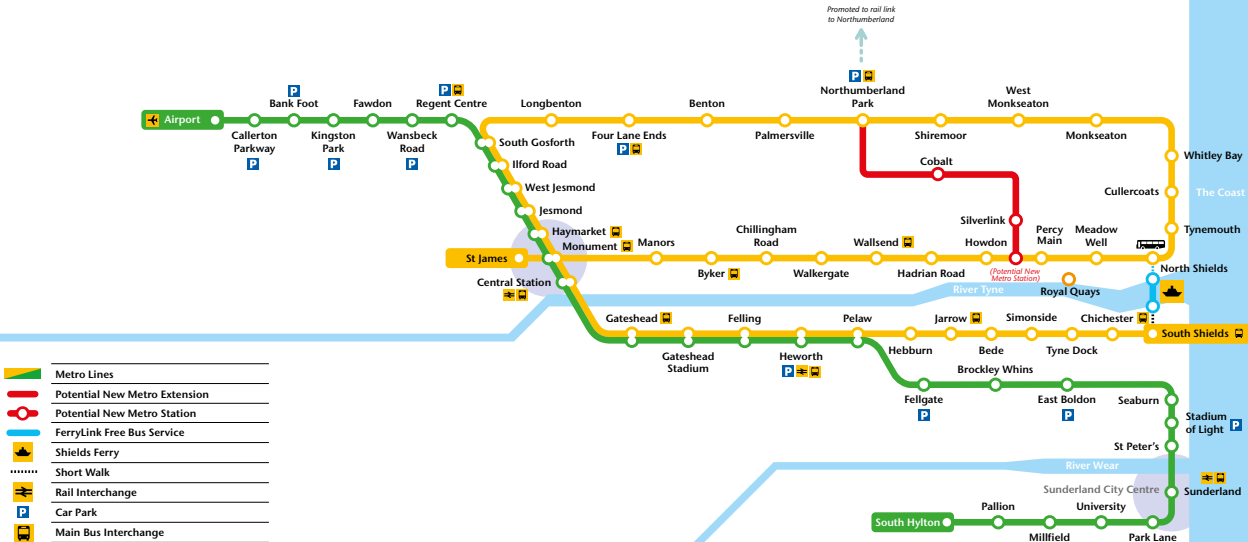 Promoted to rail link
to Northumberland
P
Northumberland
Park
West
Monkseaton
P
Bank Foot
Fawdon
P
Regent Centre
Longbenton
Benton
Airport
Callerton
Parkway
P
Kingston
Park
P
Wansbeck
Road
P
South Gosforth
Four Lane Ends
P
Palmersville
Shiremoor
Monkseaton
Ilford Road
West Jesmond
Jesmond
Haymarket
Monument
Cobalt
Whitley Bay
Cullercoats
The Coast
Silverlink
Tynemouth
St James
Manors
Byker
Chillingham
Road
Walkergate
Wallsend
Hadrian Road
Howdon
(Potential New
Metro Station)
Percy
Main
Meadow
Well
North Shields
Central Station
River Tyne
Royal Quays
Gateshead
Gateshead
Stadium
Felling
Heworth
P
Pelaw
Hebburn
Jarrow
Bede
Simonside
Tyne Dock
Chichester
South Shields
Fellgate
P
Brockley Whins
East Boldon
P
Seaburn
Stadium
of Light
P
St Peter's
River Wear
Sunderland City Centre
Sunderland
South Hylton
Pallion
Millfield
University
Park Lane
Metro Lines
Potential New Metro Extension
Potential New Metro Station
FerryLink Free Bus Service
Shields Ferry
Short Walk
Rail Interchange
P
Car Park
Main Bus Interchange